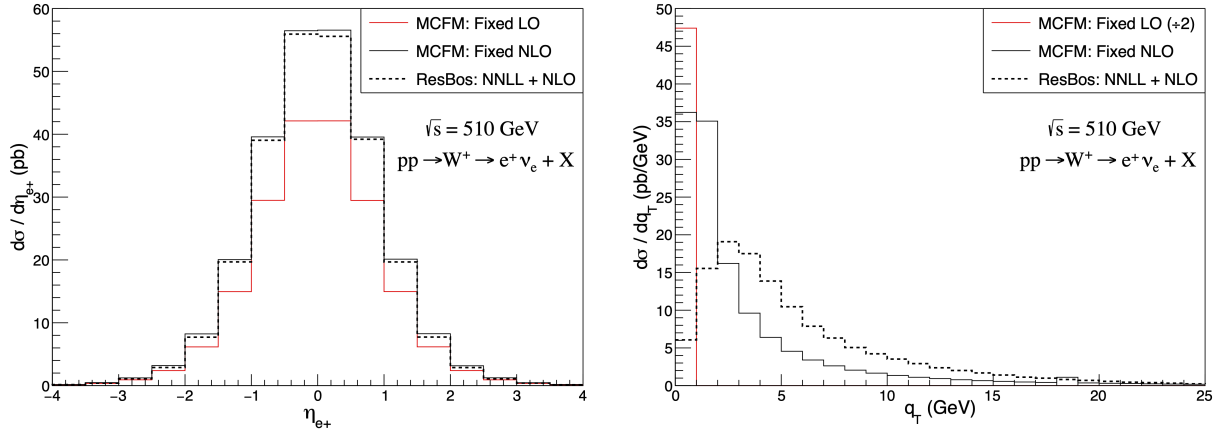 dσ / dη_{e+} (pb)
60
50
40
30
20
10
0
MCFM: Fixed LO
MCFM: Fixed NLO
ResBos: NNLL + NLO
√s = 510 GeV
pp → W⁺ → e⁺ ν_e + X
−4 −3 −2 −1 0 1 2 3 4
η_{e+}
dσ / dq_T (pb/GeV)
50
45
40
35
30
25
20
15
10
5
0
MCFM: Fixed LO (÷2)
MCFM: Fixed NLO
ResBos: NNLL + NLO
√s = 510 GeV
pp → W⁺ → e⁺ ν_e + X
0 5 10 15 20 25
q_T (GeV)